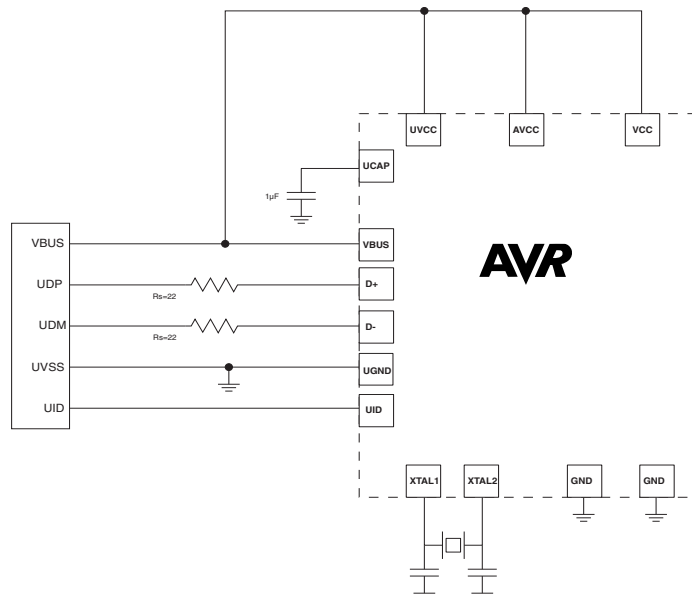 UVCC
AVCC
VCC
UCAP
1µF
VBUS
VBUS
AVR
UDP
Rs=22
D+
UDM
Rs=22
D-
UVSS
UGND
UID
UID
XTAL1
XTAL2
GND
GND